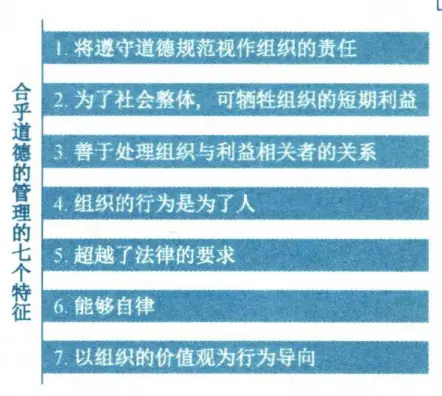 合乎道德的管理的七个特征
1. 将遵守道德规范视作组织的责任
2. 为了社会整体，可牺牲组织的短期利益
3. 善于处理组织与利益相关者的关系
4. 组织的行为是为了人
5. 超越了法律的要求
6. 能够自律
7. 以组织的价值观为行为导向